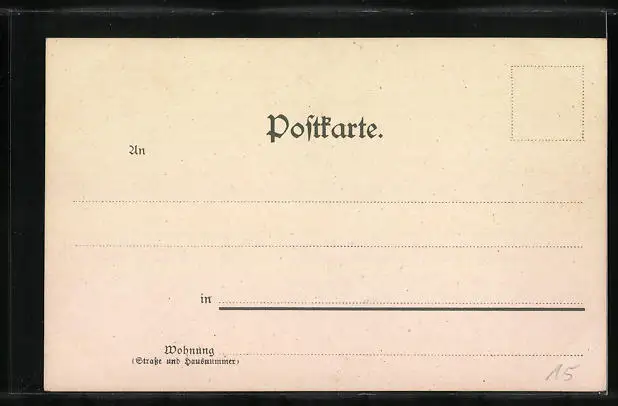 Postkarte.
An
in
Wohnung
(Straße und Hausnummer)
15